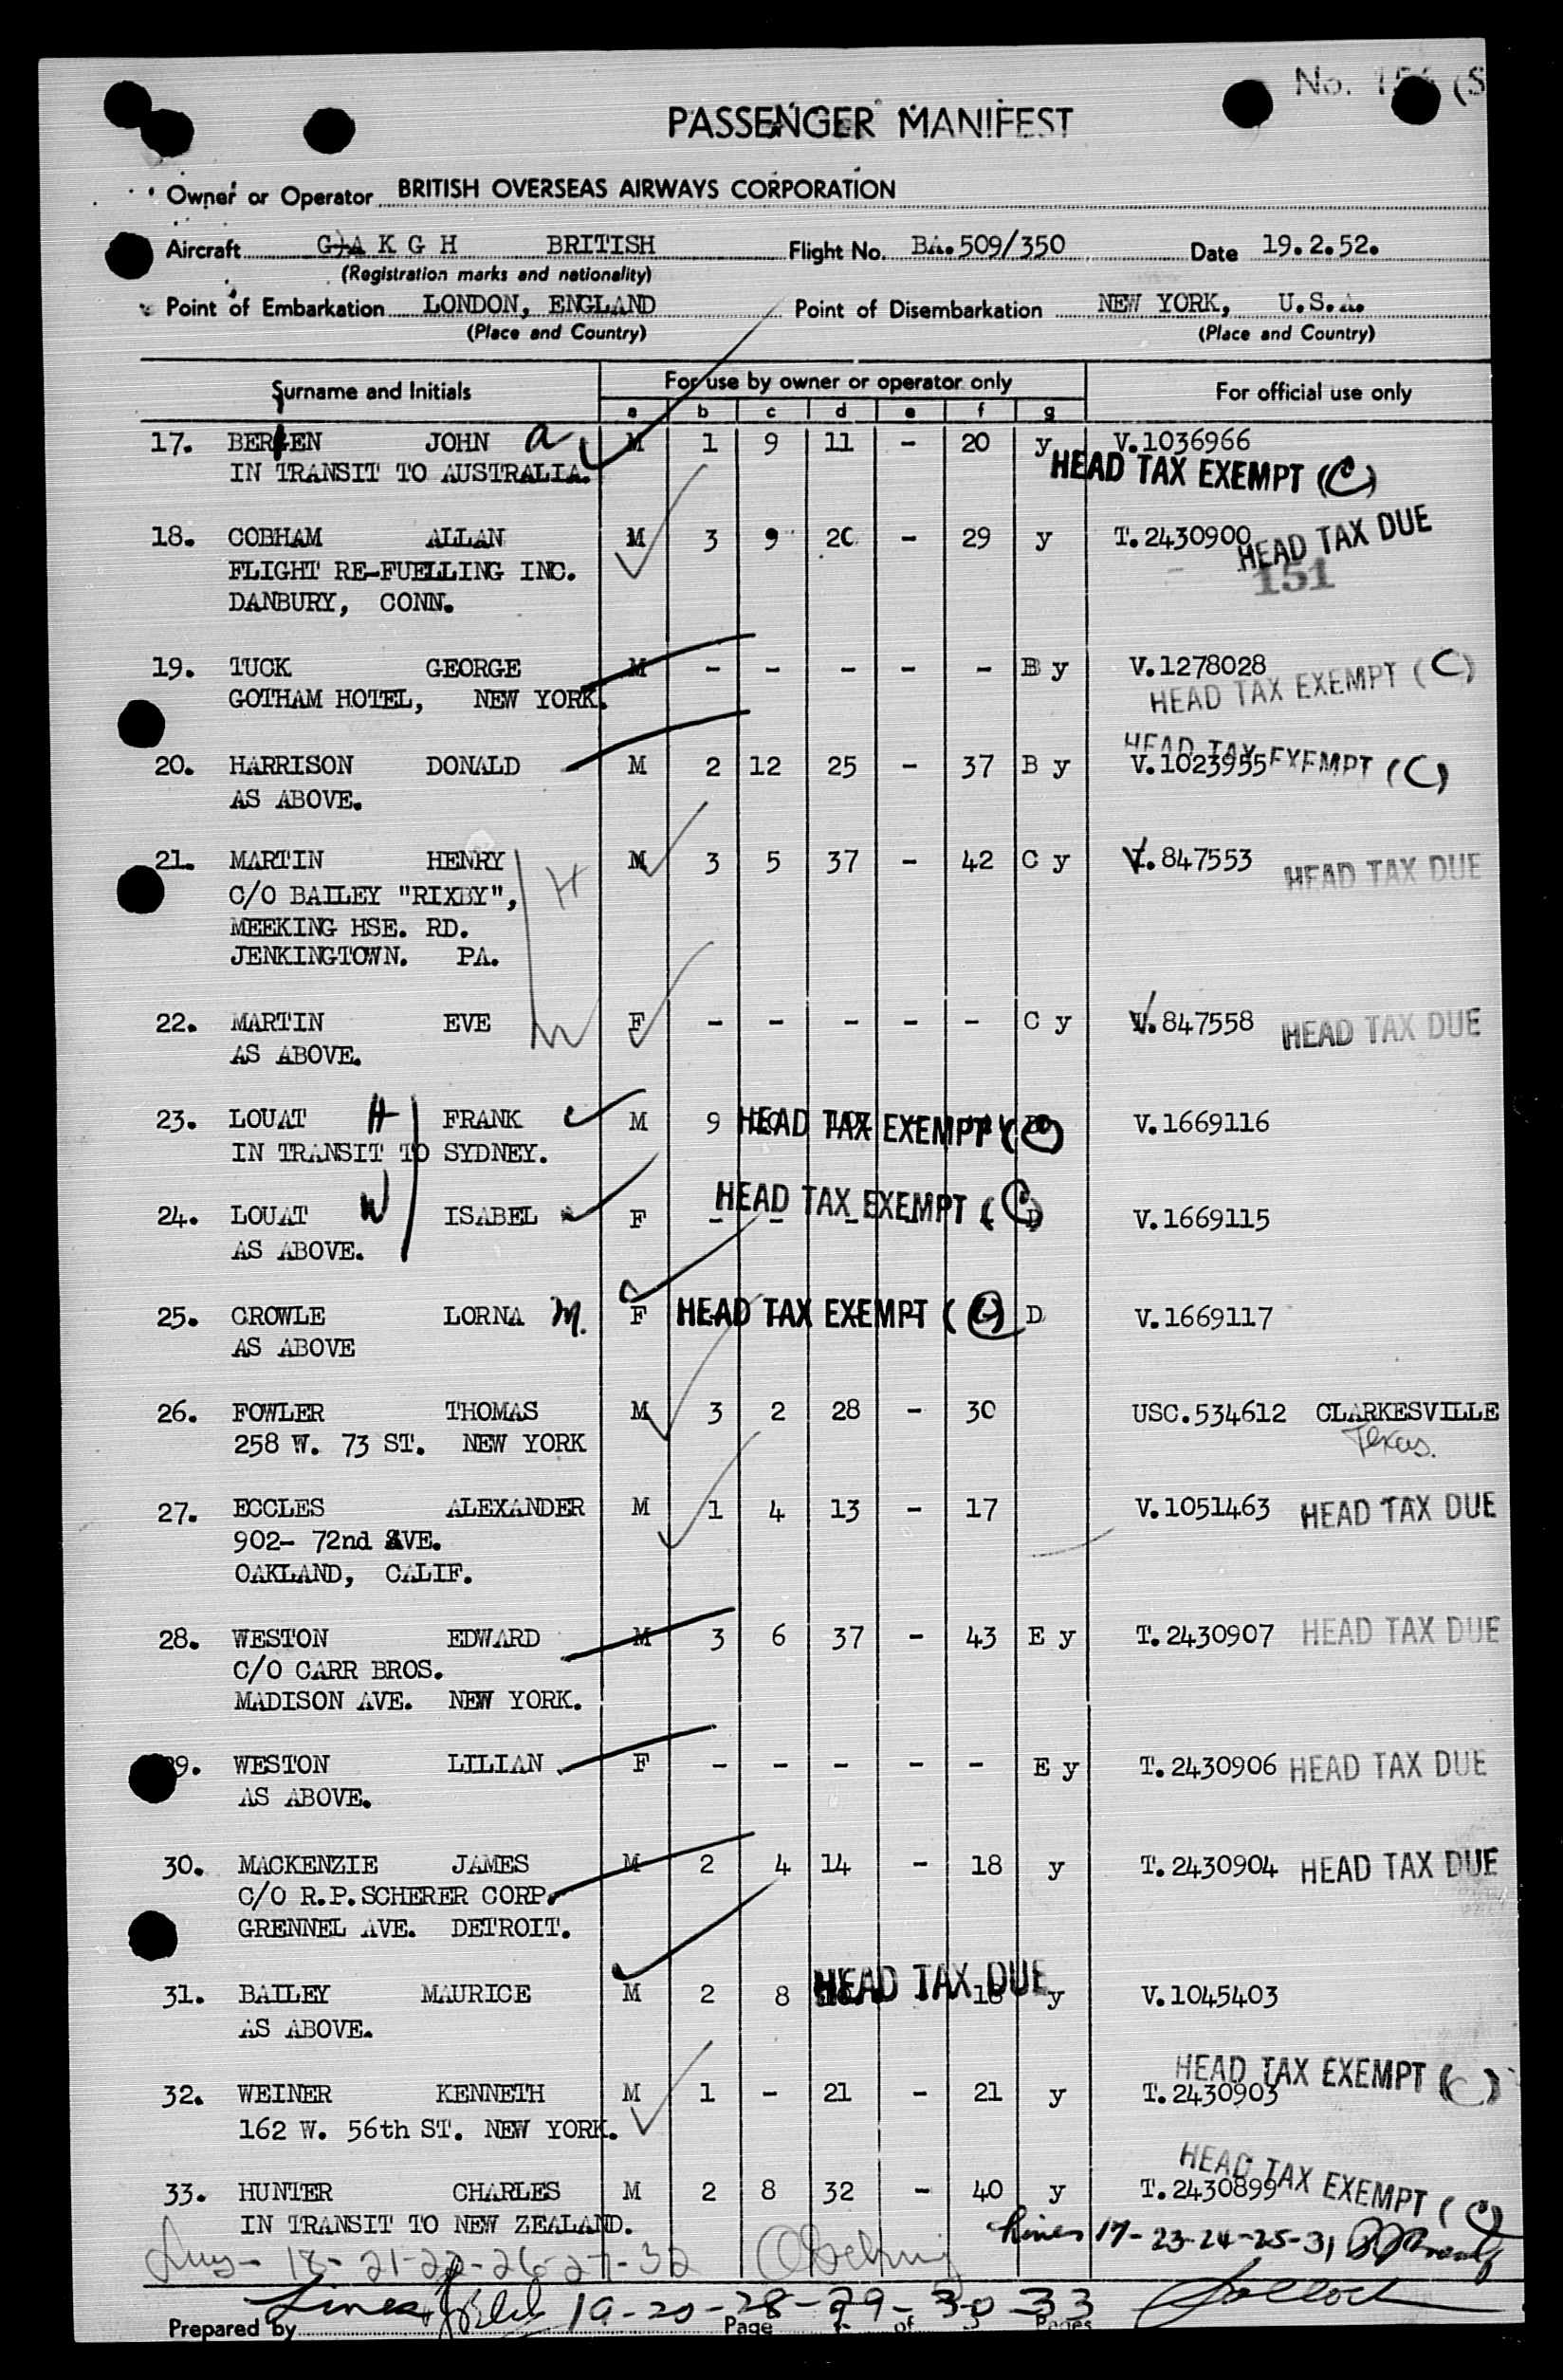 No. 15 (S
PASSENGER MANIFEST
Owner or Operator BRITISH OVERSEAS AIRWAYS CORPORATION
Aircraft G A K G H BRITISH Flight No. BA.509/350 Date 19.2.52.
(Registration marks and nationality)
Point of Embarkation LONDON, ENGLAND Point of Disembarkation NEW YORK, U.S.A.
(Place and Country) (Place and Country)
Surname and Initials For use by owner or operator only For official use only
a b c d e f g
17. BERGEN JOHN a M 1 9 11 - 20 y V.1036966
IN TRANSIT TO AUSTRALIA. HEAD TAX EXEMPT (C)
18. COBHAM ALLAN M 3 9 20 - 29 y T.2430900 HEAD TAX DUE
FLIGHT RE-FUELLING INC. 151
DANBURY, CONN.
19. TUCK GEORGE M - - - - - B y V.1278028
GOTHAM HOTEL, NEW YORK. HEAD TAX EXEMPT (C)
20. HARRISON DONALD M 2 12 25 - 37 B y V.1023955 HEAD TAX EXEMPT (C)
AS ABOVE.
21. MARTIN HENRY H M 3 5 37 - 42 C y V.847553 HEAD TAX DUE
C/O BAILEY "RIXBY",
MEEKING HSE. RD.
JENKINGTOWN. PA.
22. MARTIN EVE W F - - - - - C y V.847558 HEAD TAX DUE
AS ABOVE.
23. LOUAT H FRANK M 9 HEAD TAX EXEMPT (C) V.1669116
IN TRANSIT TO SYDNEY.
24. LOUAT W ISABEL F HEAD TAX EXEMPT (C) D V.1669115
AS ABOVE.
25. CROWLE LORNA M. F HEAD TAX EXEMPT (C) D V.1669117
AS ABOVE
26. FOWLER THOMAS M 3 2 28 - 30 USC.534612 CLARKESVILLE
258 W. 73 ST. NEW YORK Texas.
27. ECCLES ALEXANDER M 1 4 13 - 17 V.1051463 HEAD TAX DUE
902- 72nd AVE.
OAKLAND, CALIF.
28. WESTON EDWARD M 3 6 37 - 43 E y T.2430907 HEAD TAX DUE
C/O CARR BROS.
MADISON AVE. NEW YORK.
29. WESTON LILIAN F - - - - - E y T.2430906 HEAD TAX DUE
AS ABOVE.
30. MACKENZIE JAMES M 2 4 14 - 18 y T.2430904 HEAD TAX DUE
C/O R.P.SCHERER CORP.
GRENNEL AVE. DETROIT.
31. BAILEY MAURICE M 2 8 HEAD TAX DUE 18 y V.1045403
AS ABOVE.
32. WEINER KENNETH M 1 - 21 - 21 y T.2430903 HEAD TAX EXEMPT (C)
162 W. 56th ST. NEW YORK.
33. HUNTER CHARLES M 2 8 32 - 40 y T.2430899 HEAD TAX EXEMPT (C)
IN TRANSIT TO NEW ZEALAND.
Lines 17-23-24-25-31
18-21-22-26-27-32
Lines 19-20-28-29-30-33
Prepared by Page of Pages